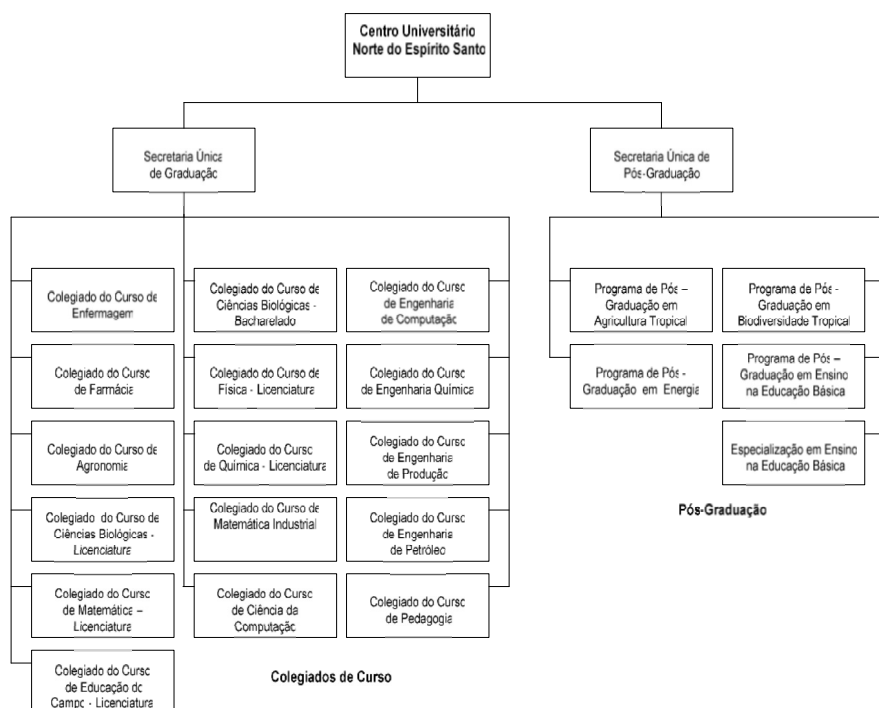 Centro Universitário
Norte do Espírito Santo
Secretaria Única
de Graduação
Secretaria Única de
Pós-Graduação
Colegiado do Curso de
Enfermagem
Colegiado do Curso de
Ciências Biológicas -
Bacharelado
Colegiado do Curso
de Engenharia
de Computação
Programa de Pós –
Graduação em
Agricultura Tropical
Programa de Pós -
Graduação em
Biodiversidade Tropical
Colegiado do Curso
de Farmácia
Colegiado do Curso de
Física - Licenciatura
Colegiado do Curso
de Engenharia Química
Programa de Pós -
Graduação em Energia
Programa de Pós –
Graduação em Ensino
na Educação Básica
Colegiado do Curso de
Agronomia
Colegiado do Curso
de Química - Licenciatura
Colegiado do Curso
de Engenharia
de Produção
Especialização em Ensino
na Educação Básica
Colegiado do Curso de
Ciências Biológicas -
Licenciatura
Colegiado do Curso de
Matemática Industrial
Colegiado do Curso
de Engenharia
de Petróleo
Pós-Graduação
Colegiado do Curso
de Matemática –
Licenciatura
Colegiado do Curso
de Ciência da
Computação
Colegiado do Curso
de Pedagogia
Colegiado do Curso
de Educação do
Campo - Licenciatura
Colegiados de Curso